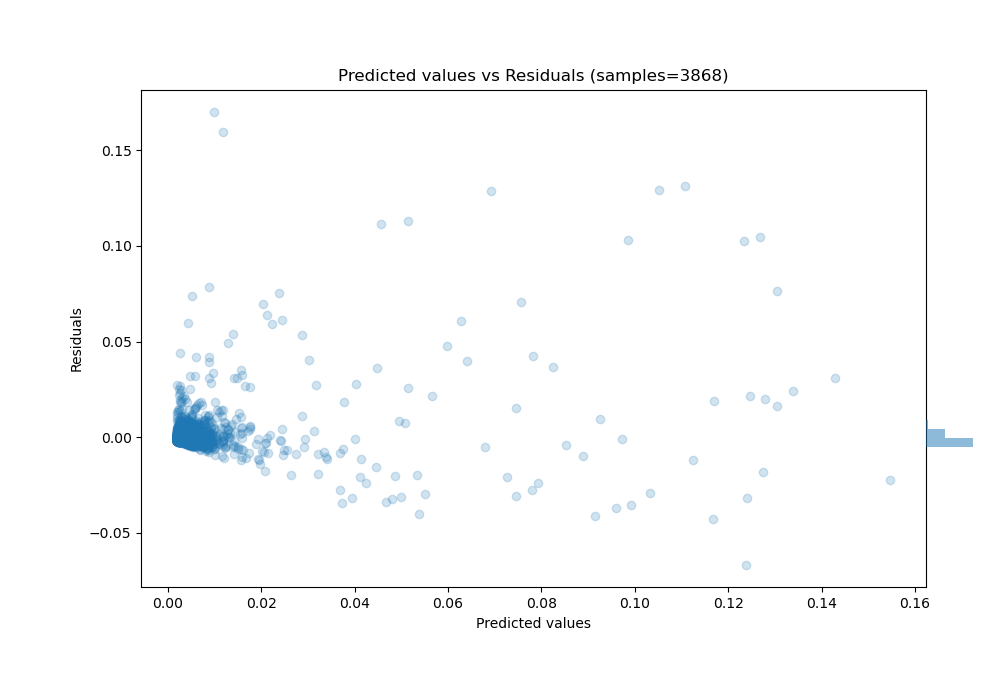 Predicted values vs Residuals (samples=3868)
0.15
0.10
0.05
0.00
−0.05
Residuals
0.00 0.02 0.04 0.06 0.08 0.10 0.12 0.14 0.16
Predicted values